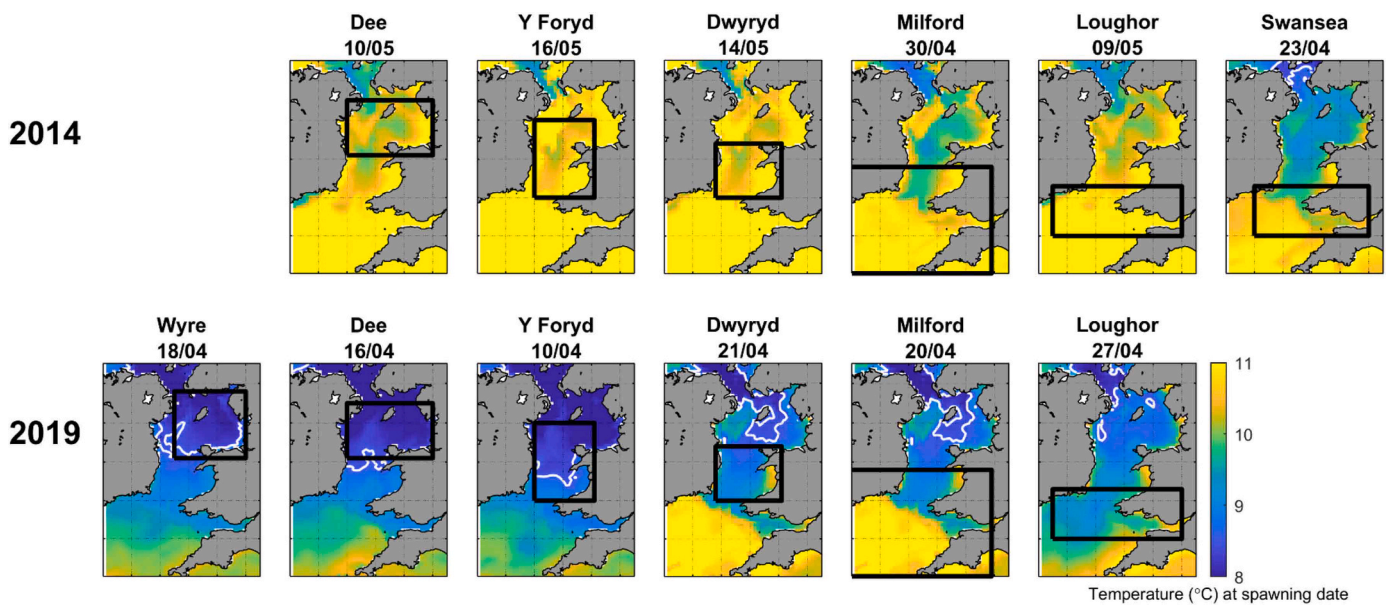 Dee
10/05
Y Foryd
16/05
Dwyryd
14/05
Milford
30/04
Loughor
09/05
Swansea
23/04
2014
Wyre
18/04
Dee
16/04
Y Foryd
10/04
Dwyryd
21/04
Milford
20/04
Loughor
27/04
2019
11
10
9
8
Temperature (°C) at spawning date